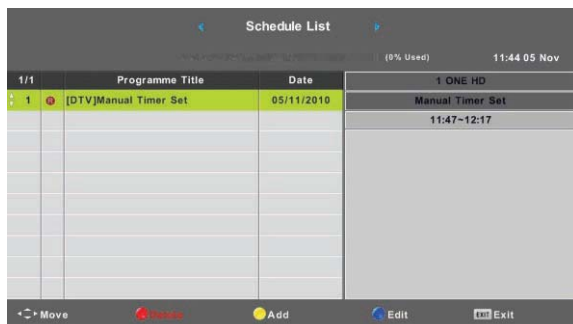 Schedule List
(0% Used) 11:44 05 Nov
1/1 Programme Title Date 1 ONE HD
1 [DTV]Manual Timer Set 05/11/2010 Manual Timer Set
11:47~12:17
Move Delete Add Edit EXIT Exit